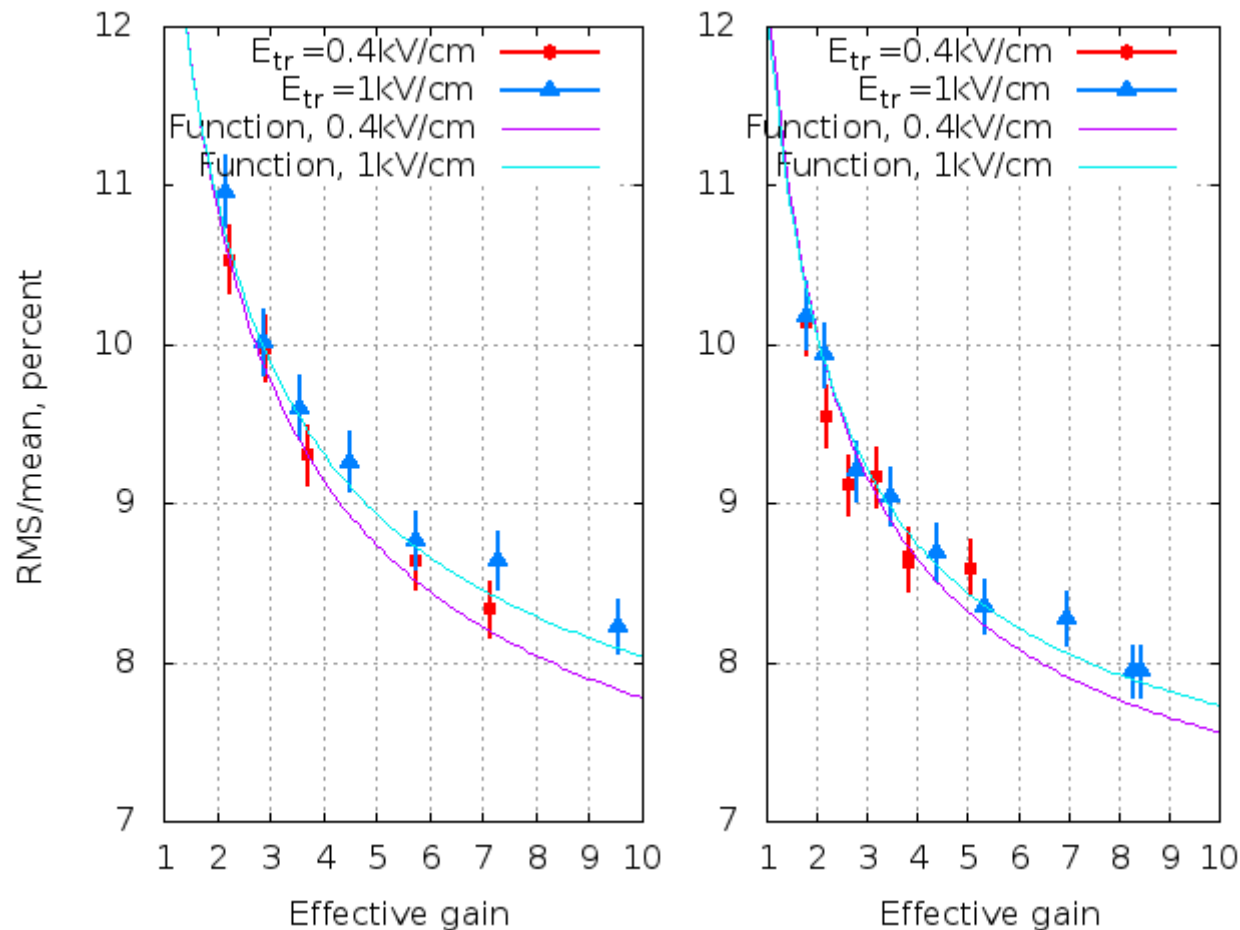 RMS/mean, percent
12
11
10
9
8
7
E_tr=0.4kV/cm
E_tr=1kV/cm
Function, 0.4kV/cm
Function, 1kV/cm
1 2 3 4 5 6 7 8 9 10
Effective gain
12
11
10
9
8
7
E_tr=0.4kV/cm
E_tr=1kV/cm
Function, 0.4kV/cm
Function, 1kV/cm
1 2 3 4 5 6 7 8 9 10
Effective gain